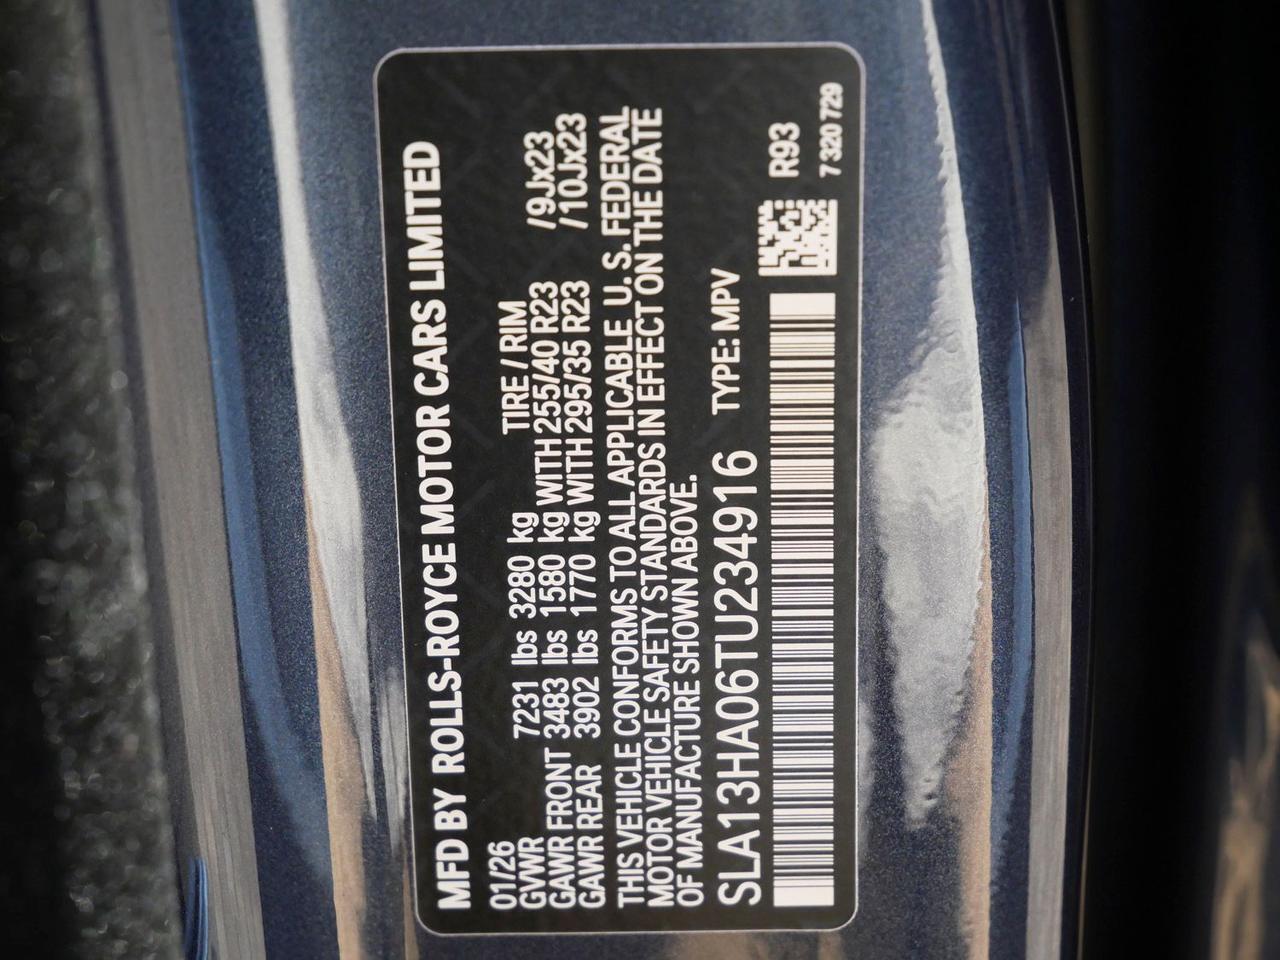 MFD BY ROLLS-ROYCE MOTOR CARS LIMITED
01/26 TIRE / RIM
GVWR 7231 lbs 3280 kg WITH 255/40 R23 /9Jx23
GAWR FRONT 3483 lbs 1580 kg WITH 295/35 R23 /10Jx23
GAWR REAR 3902 lbs 1770 kg
THIS VEHICLE CONFORMS TO ALL APPLICABLE U. S. FEDERAL
MOTOR VEHICLE SAFETY STANDARDS IN EFFECT ON THE DATE
OF MANUFACTURE SHOWN ABOVE.
SLA13HA06TU234916 TYPE: MPV
R93
7 320 729